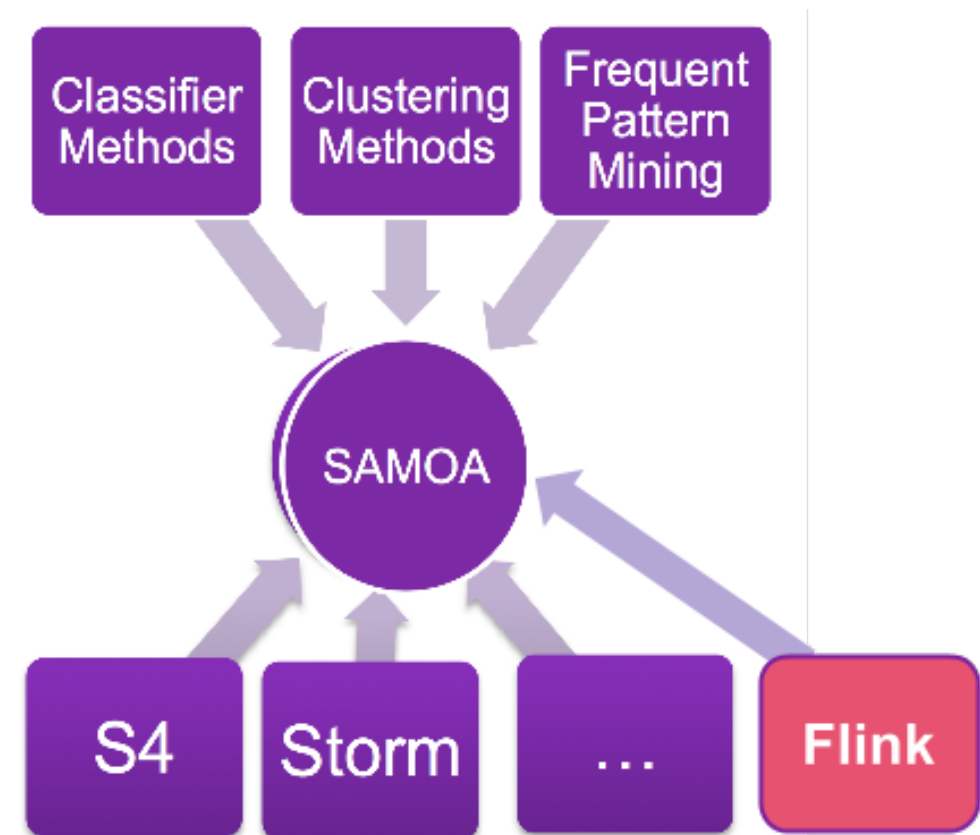 Classifier
Methods
Clustering
Methods
Frequent
Pattern
Mining
SAMOA
S4
Storm
...
Flink